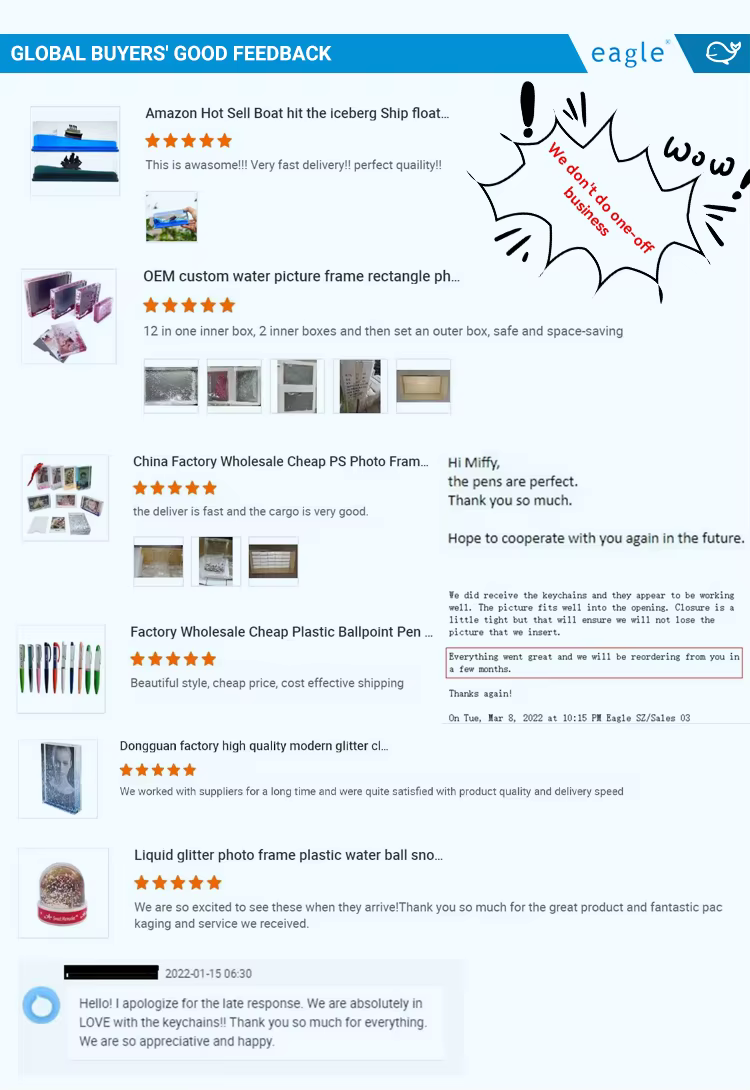 GLOBAL BUYERS' GOOD FEEDBACK
eagle®
Amazon Hot Sell Boat hit the iceberg Ship float...
This is awasome!!! Very fast delivery!! perfect quaility!!
! WOW!
We don't do one-off
business
OEM custom water picture frame rectangle ph...
12 in one inner box, 2 inner boxes and then set an outer box, safe and space-saving
China Factory Wholesale Cheap PS Photo Fram...
the deliver is fast and the cargo is very good.
Hi Miffy,
the pens are perfect.
Thank you so much.
Hope to cooperate with you again in the future.
We did receive the keychains and they appear to be working
well. The picture fits well into the opening. Closure is a
little tight but that will ensure we will not lose the
picture that we insert.
Everything went great and we will be reordering from you in
a few months.
Thanks again!
On Tue, Mar 8, 2022 at 10:15 PM Eagle SZ/Sales 03
Factory Wholesale Cheap Plastic Ballpoint Pen ...
Beautiful style, cheap price, cost effective shipping
Dongguan factory high quality modern glitter cl...
We worked with suppliers for a long time and were quite satisfied with product quality and delivery speed
Liquid glitter photo frame plastic water ball sno...
We are so excited to see these when they arrive!Thank you so much for the great product and fantastic pac
kaging and service we received.
2022-01-15 06:30
Hello! I apologize for the late response. We are absolutely in
LOVE with the keychains!! Thank you so much for everything.
We are so appreciative and happy.